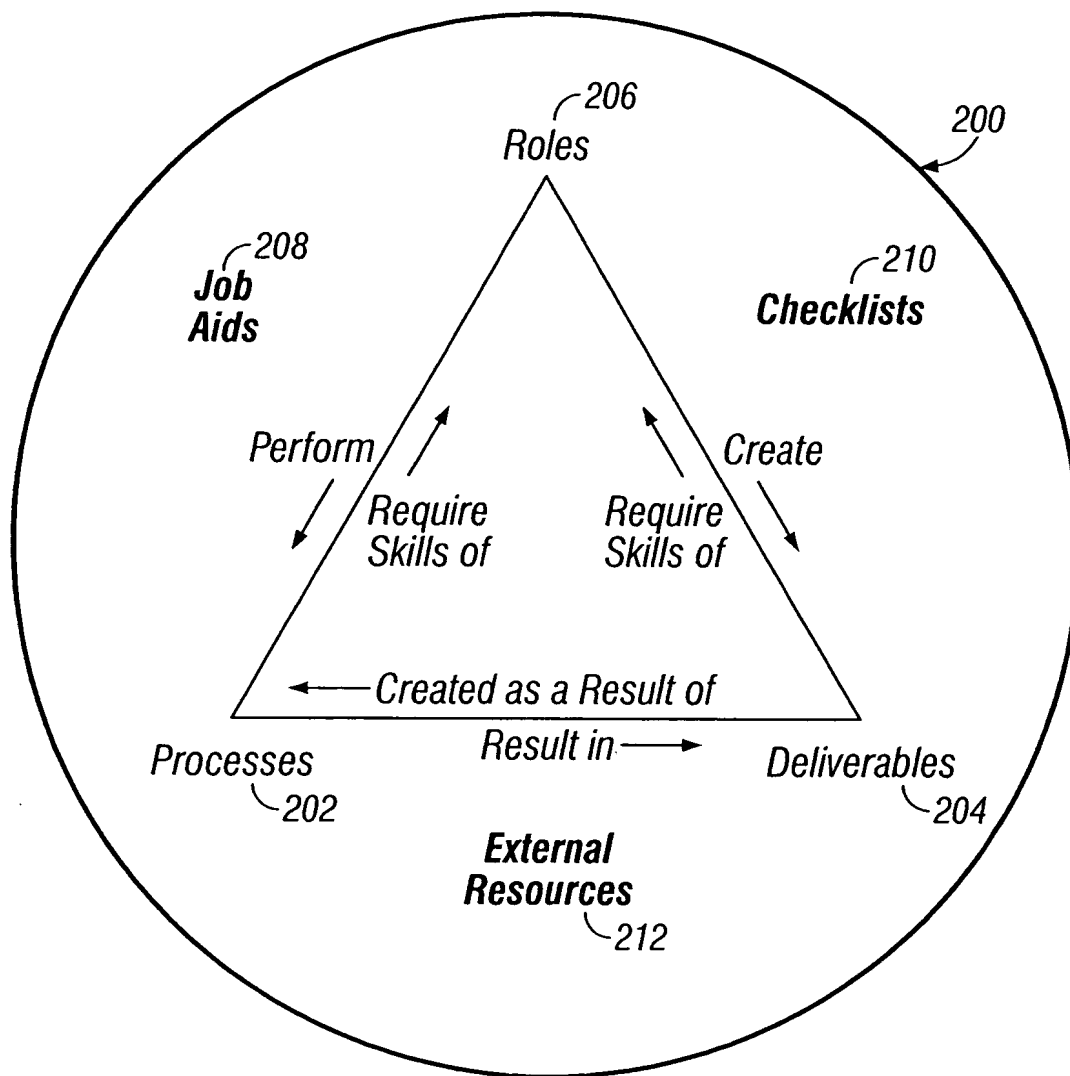 206
Roles
200
208
Job
Aids
210
Checklists
Perform
Create
Require
Skills of
Require
Skills of
Created as a Result of
Result in
Processes
202
Deliverables
204
External
Resources
212